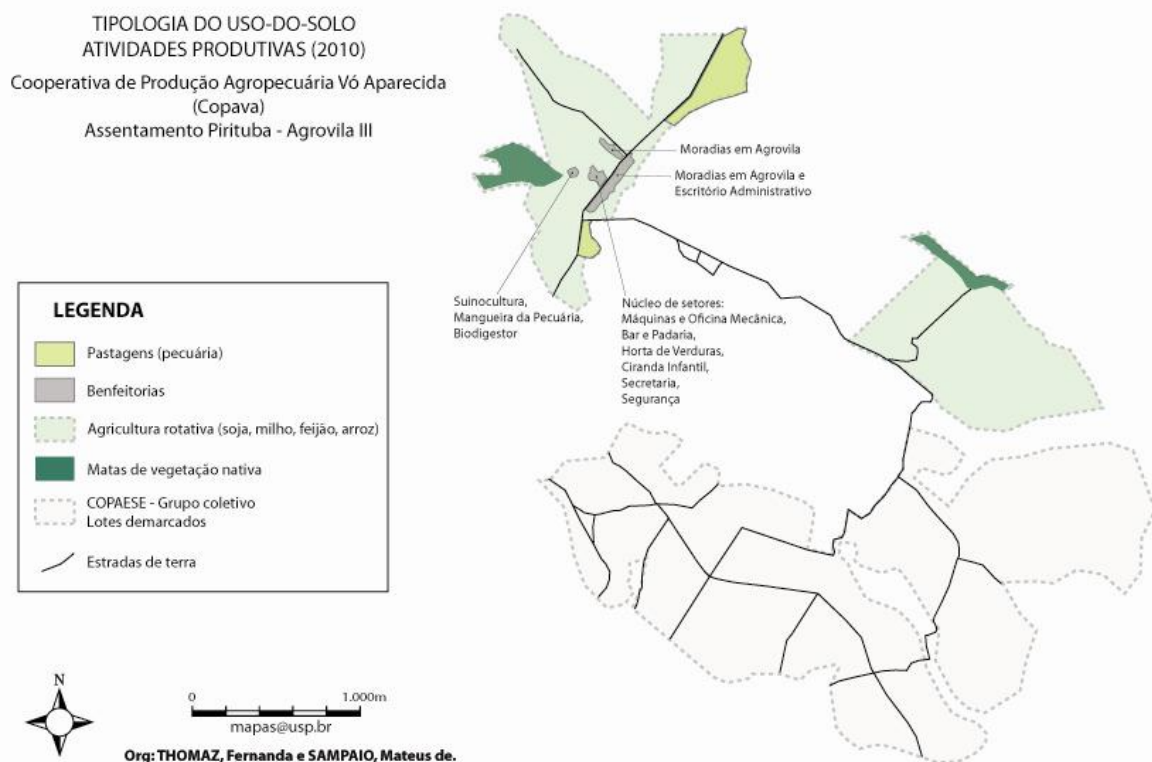 TIPOLOGIA DO USO-DO-SOLO
ATIVIDADES PRODUTIVAS (2010)
Cooperativa de Produção Agropecuária Vó Aparecida
(Copava)
Assentamento Pirituba - Agrovila III
Moradias em Agrovila
Moradias em Agrovila e
Escritório Administrativo
Suinocultura,
Mangueira da Pecuária,
Biodigestor
Núcleo de setores:
Máquinas e Oficina Mecânica,
Bar e Padaria,
Horta de Verduras,
Ciranda Infantil,
Secretaria,
Segurança
LEGENDA
Pastagens (pecuária)
Benfeitorias
Agricultura rotativa (soja, milho, feijão, arroz)
Matas de vegetação nativa
COPAESE - Grupo coletivo
Lotes demarcados
Estradas de terra
N
0 1.000m
mapas@usp.br
Org: THOMAZ, Fernanda e SAMPAIO, Mateus de.